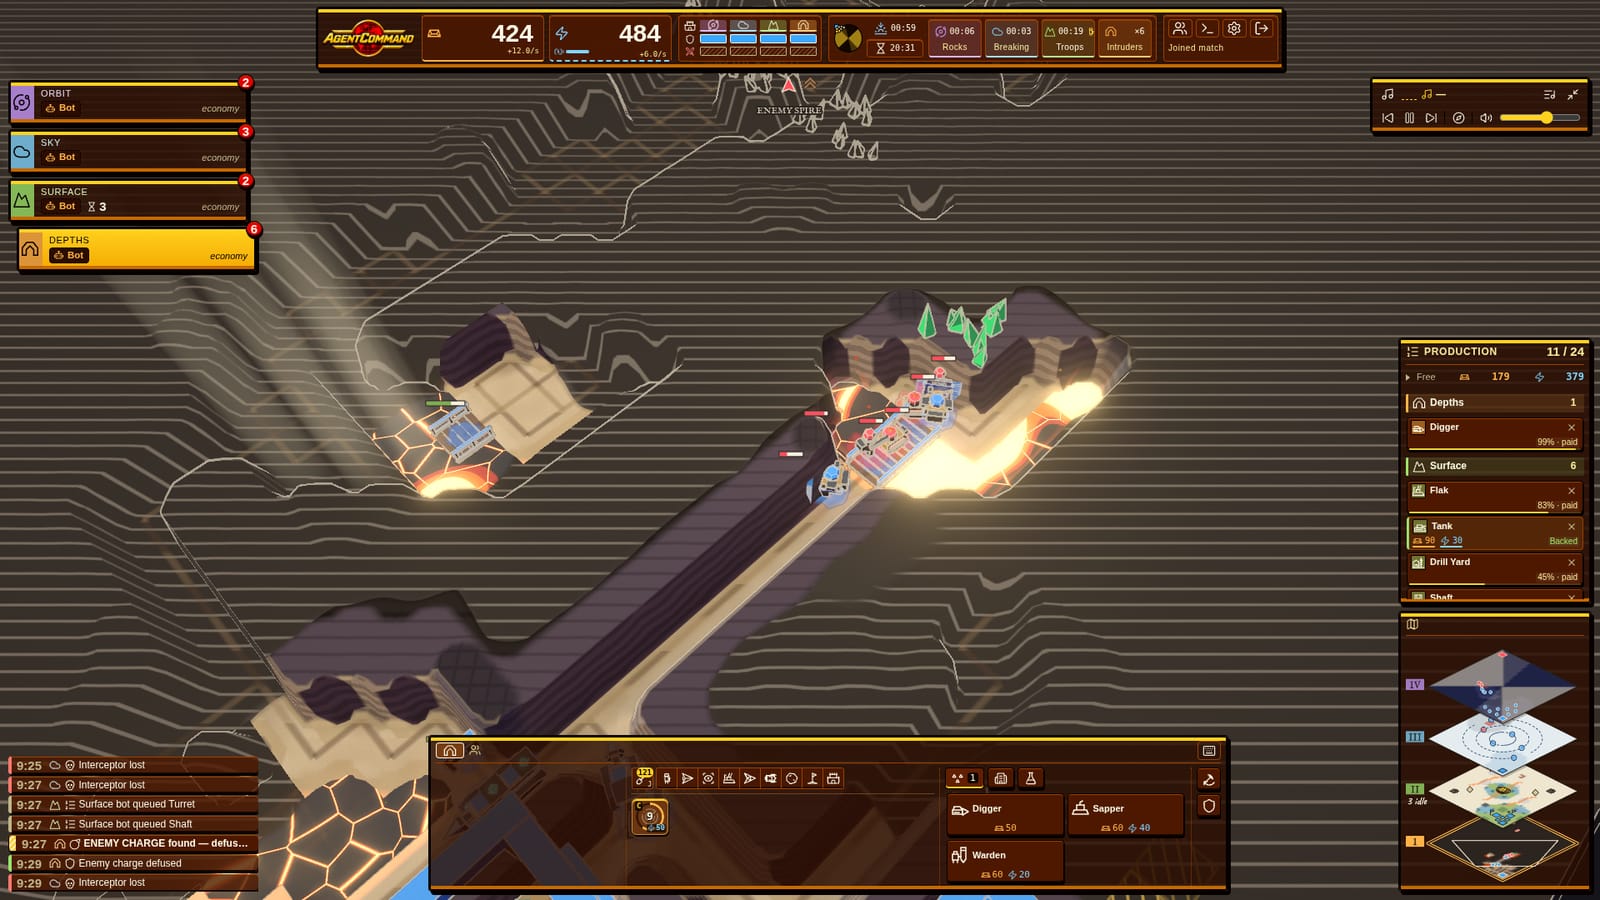 AGENTCOMMAND
424
+12.0/s
484
+6.0/s
00:59
20:31
00:06
Rocks
00:03
Breaking
00:19
Troops
×6
Intruders
Joined match
ENEMY SPIRE
ORBIT
Bot
economy
2
SKY
Bot
economy
3
SURFACE
Bot
3
economy
2
DEPTHS
Bot
economy
6
PRODUCTION
11 / 24
Free
179
379
Depths
1
Digger
99% · paid
Surface
6
Flak
83% · paid
Tank
90
30
Backed
Drill Yard
45% · paid
Shaft
IV
III
II
3 idle
I
9:25 Interceptor lost
9:27 Interceptor lost
9:27 Surface bot queued Turret
9:27 Surface bot queued Shaft
9:27 ENEMY CHARGE found — defus...
9:29 Enemy charge defused
9:29 Interceptor lost
121
J
C
9
50
1
Digger
50
Sapper
60 40
Warden
60 20